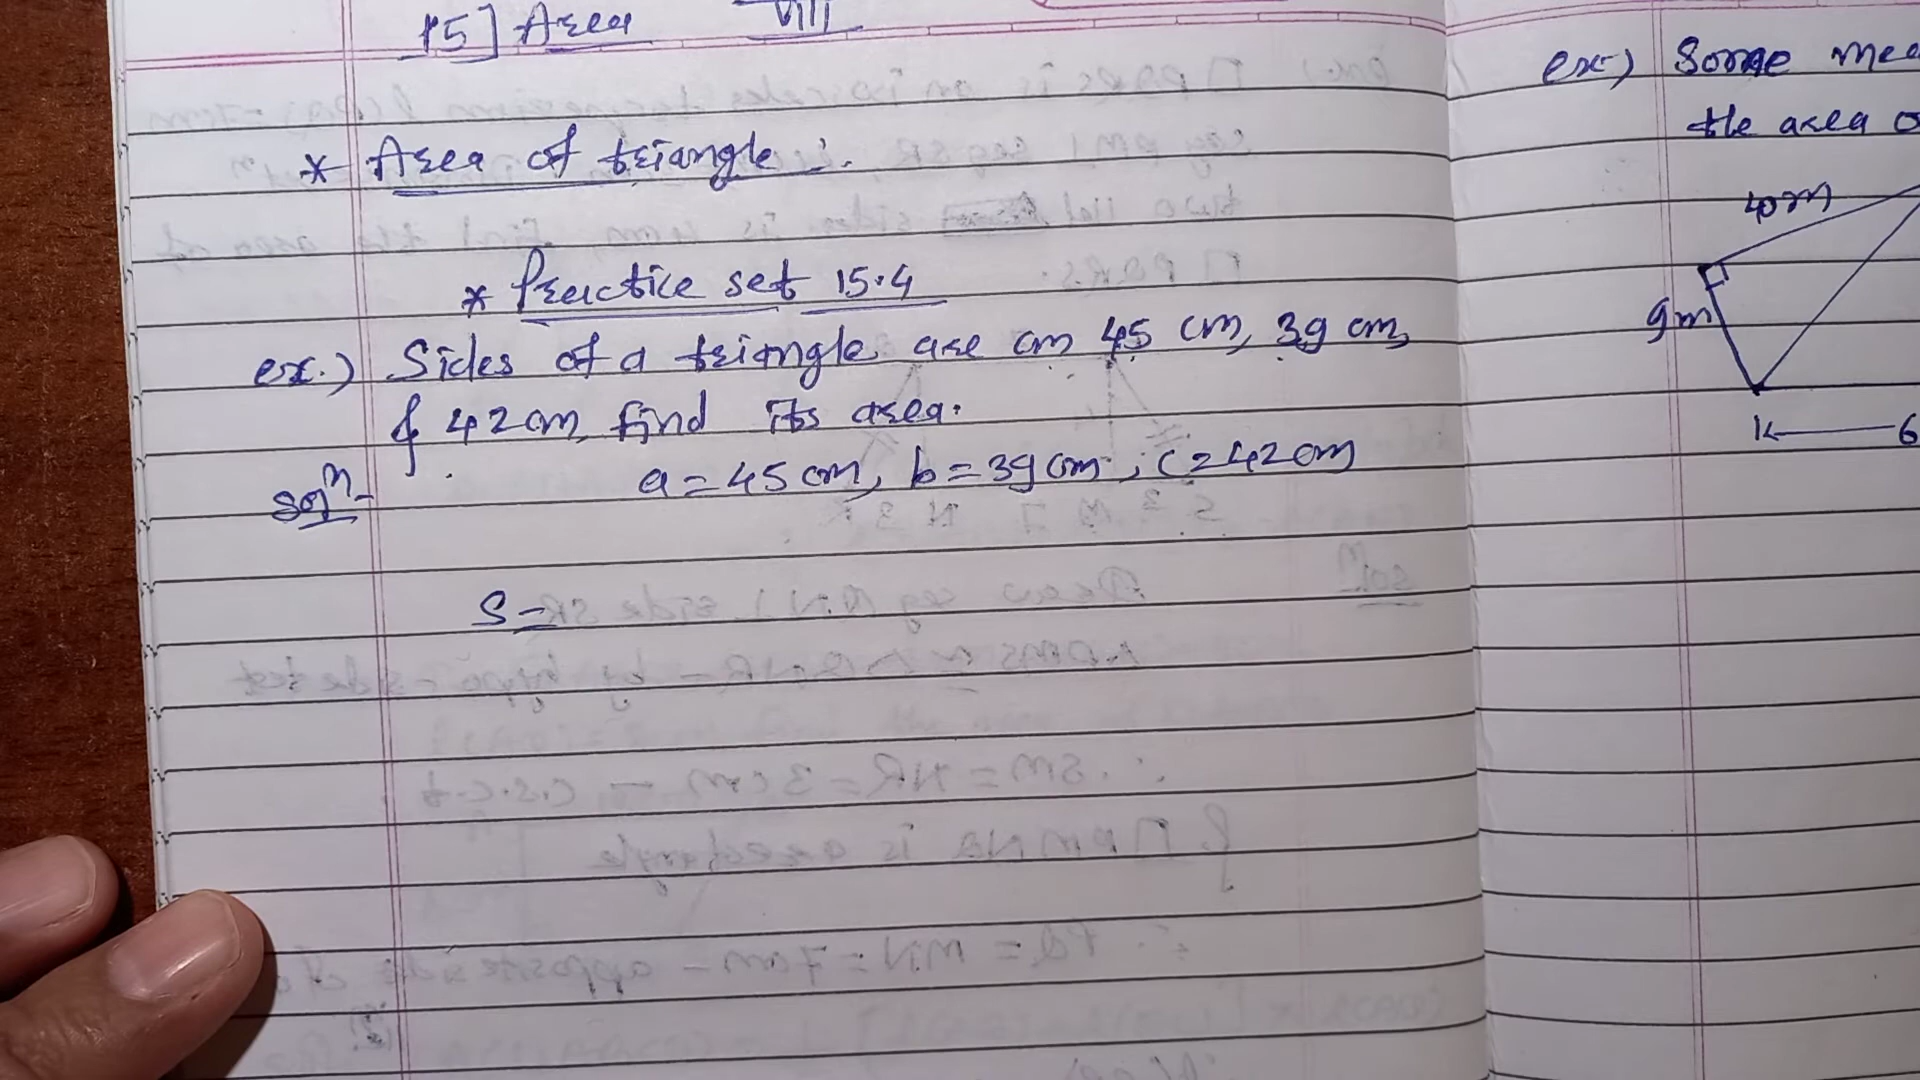 15] Area VIII
* Area of triangle :.
* Practice set 15.4
ex.) Sides of a triangle are cm 45 cm, 39 cm,
& 42 cm, find its area.
solⁿ- a = 45 cm, b = 39 cm, c = 42 cm
S =
ex-) Some mea
the area o
40m
9m
6